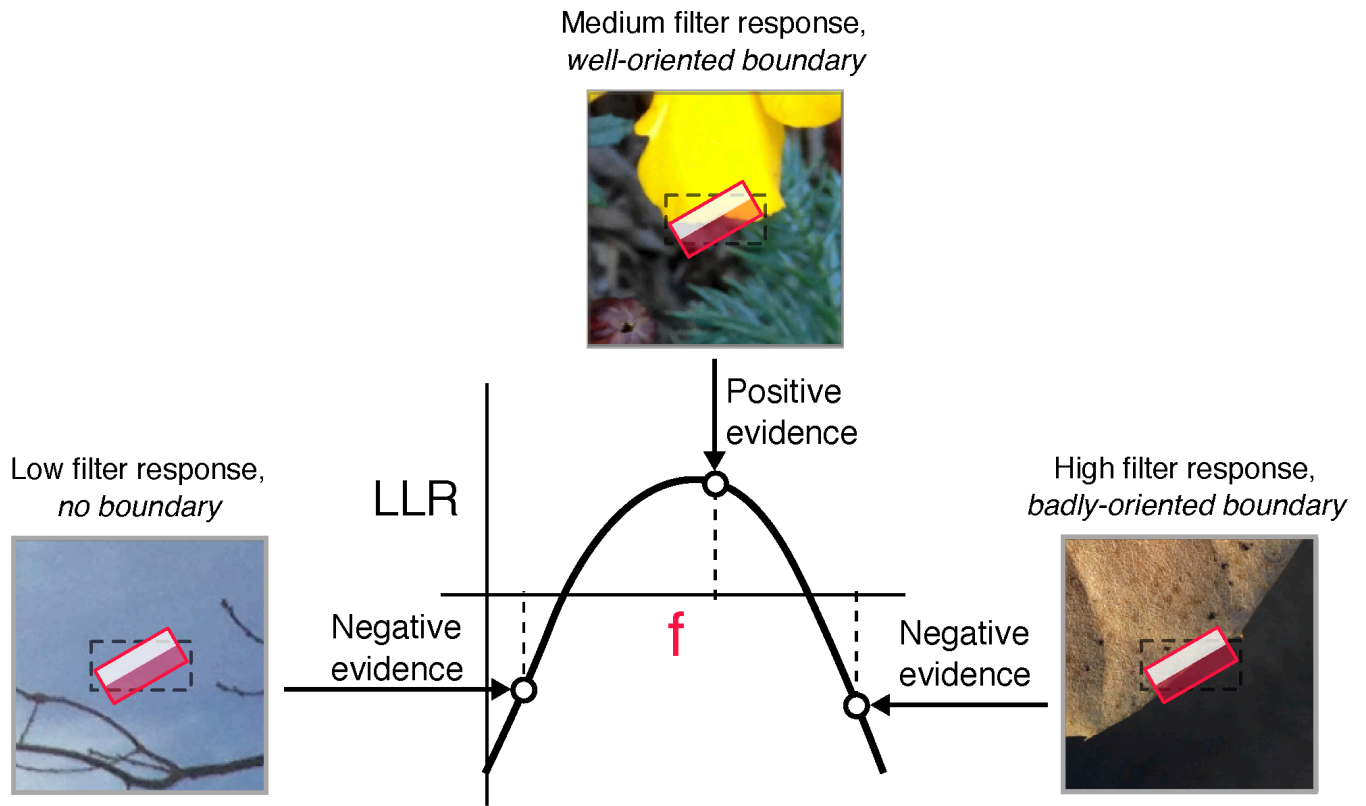 Medium filter response,
well-oriented boundary
Positive
evidence
Low filter response,
no boundary
LLR
High filter response,
badly-oriented boundary
Negative
evidence
f
Negative
evidence